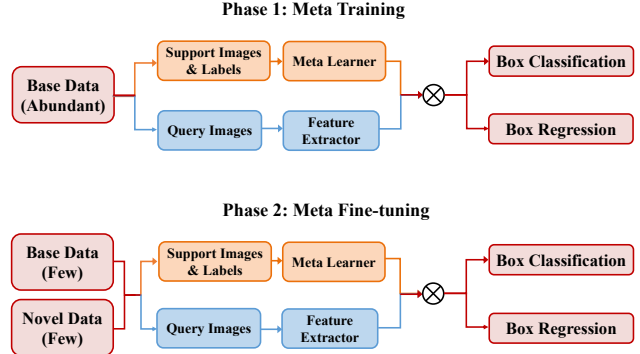 Phase 1: Meta Training
Base Data
(Abundant)
Support Images
& Labels
Meta Learner
Query Images
Feature
Extractor
Box Classification
Box Regression
Phase 2: Meta Fine-tuning
Base Data
(Few)
Novel Data
(Few)
Support Images
& Labels
Meta Learner
Query Images
Feature
Extractor
Box Classification
Box Regression